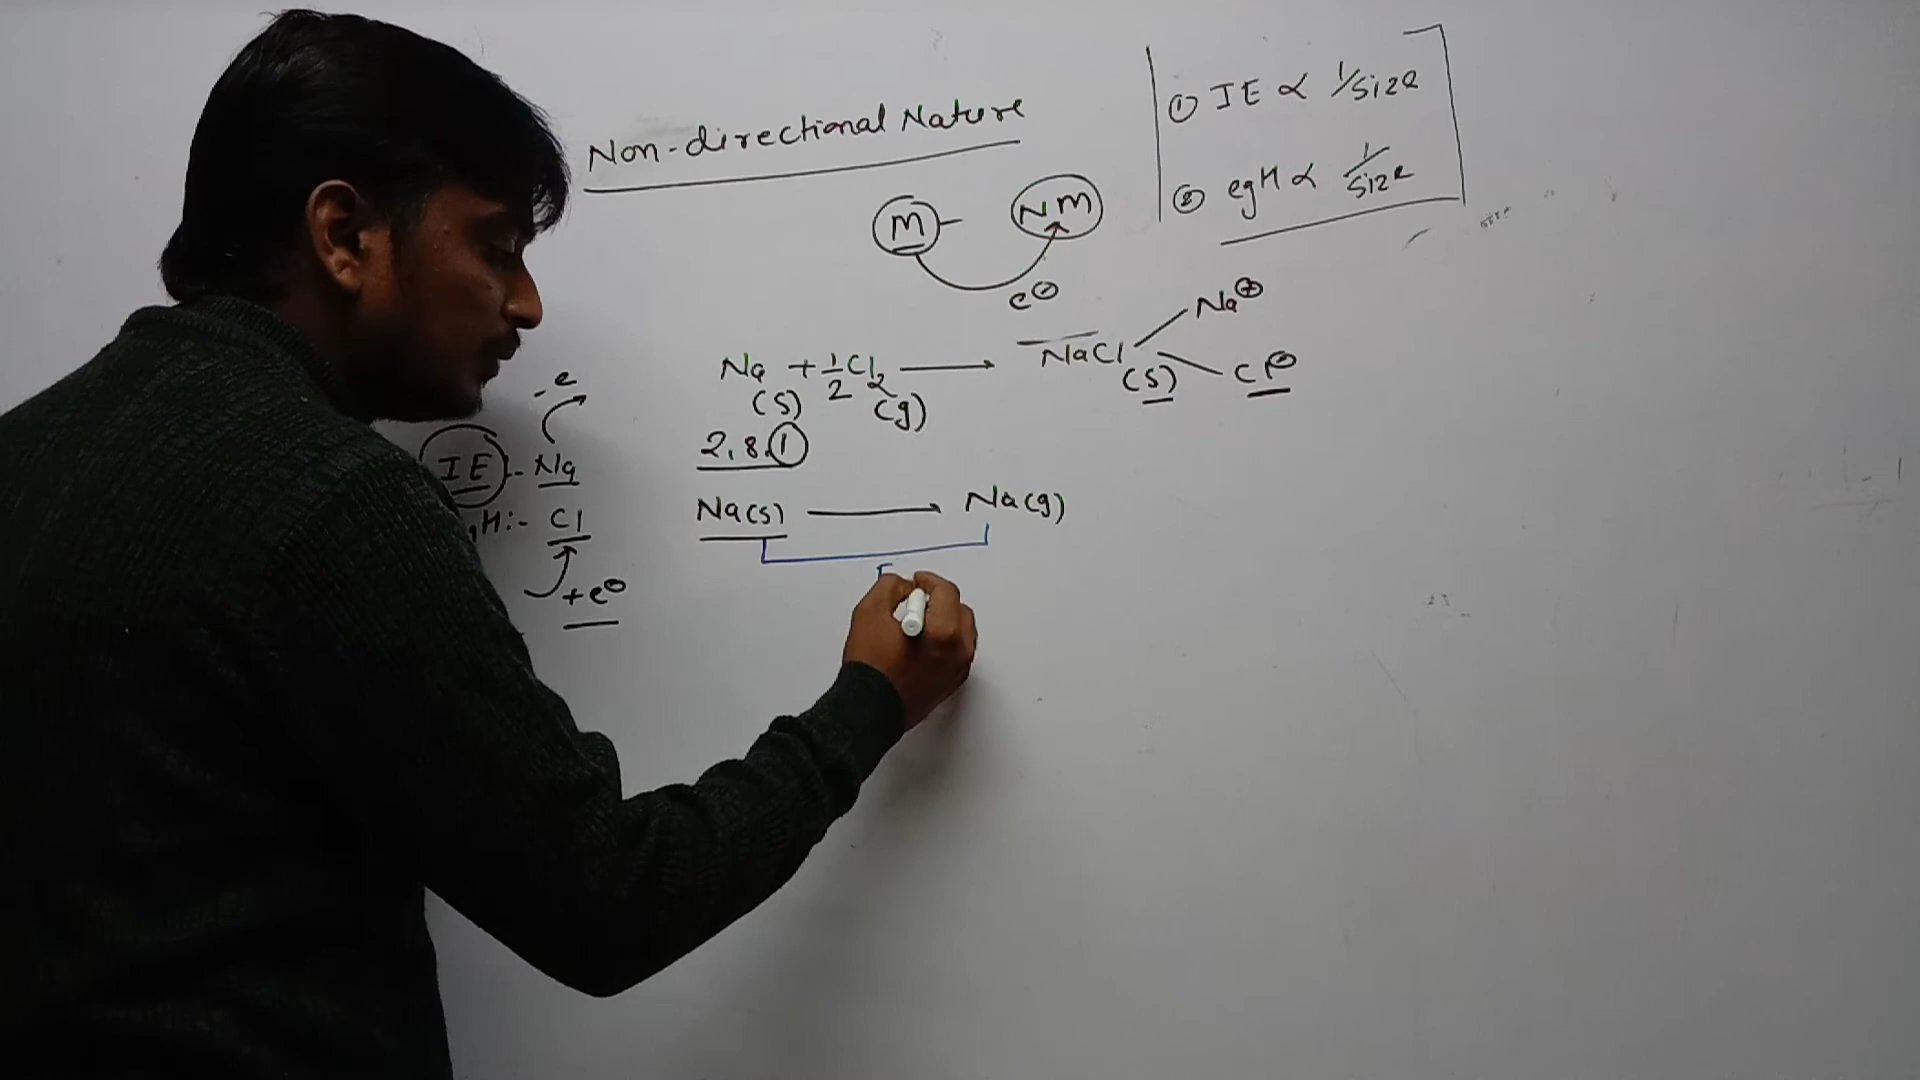 Non-directional Nature
① IE ∝ 1/size
② egH ∝ 1/size
M NM
e⊖
Na + 1/2 Cl2 ⟶ NaCl
(s) (g) (s)
Na⊕
Cl⊖
2,8,1
-e
IE - Na
gH:- Cl
+e⊖
Na(s) ⟶ Na(g)